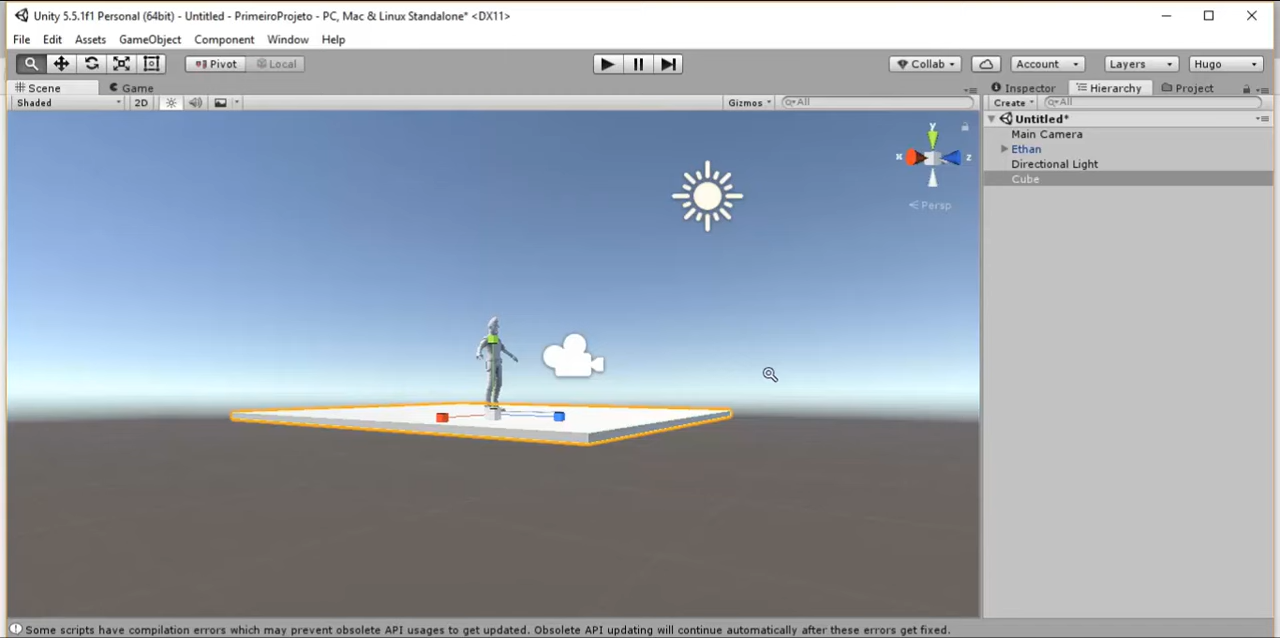 Unity 5.5.1f1 Personal (64bit) - Untitled - PrimeiroProjeto - PC, Mac & Linux Standalone* <DX11>
File Edit Assets GameObject Component Window Help
Pivot Local Collab Account Layers Hugo
Scene Game Inspector Hierarchy Project
Shaded 2D Gizmos All Create All
Untitled*
Main Camera
Ethan
Directional Light
Cube
y
x z
Persp
Some scripts have compilation errors which may prevent obsolete API usages to get updated. Obsolete API updating will continue automatically after these errors get fixed.